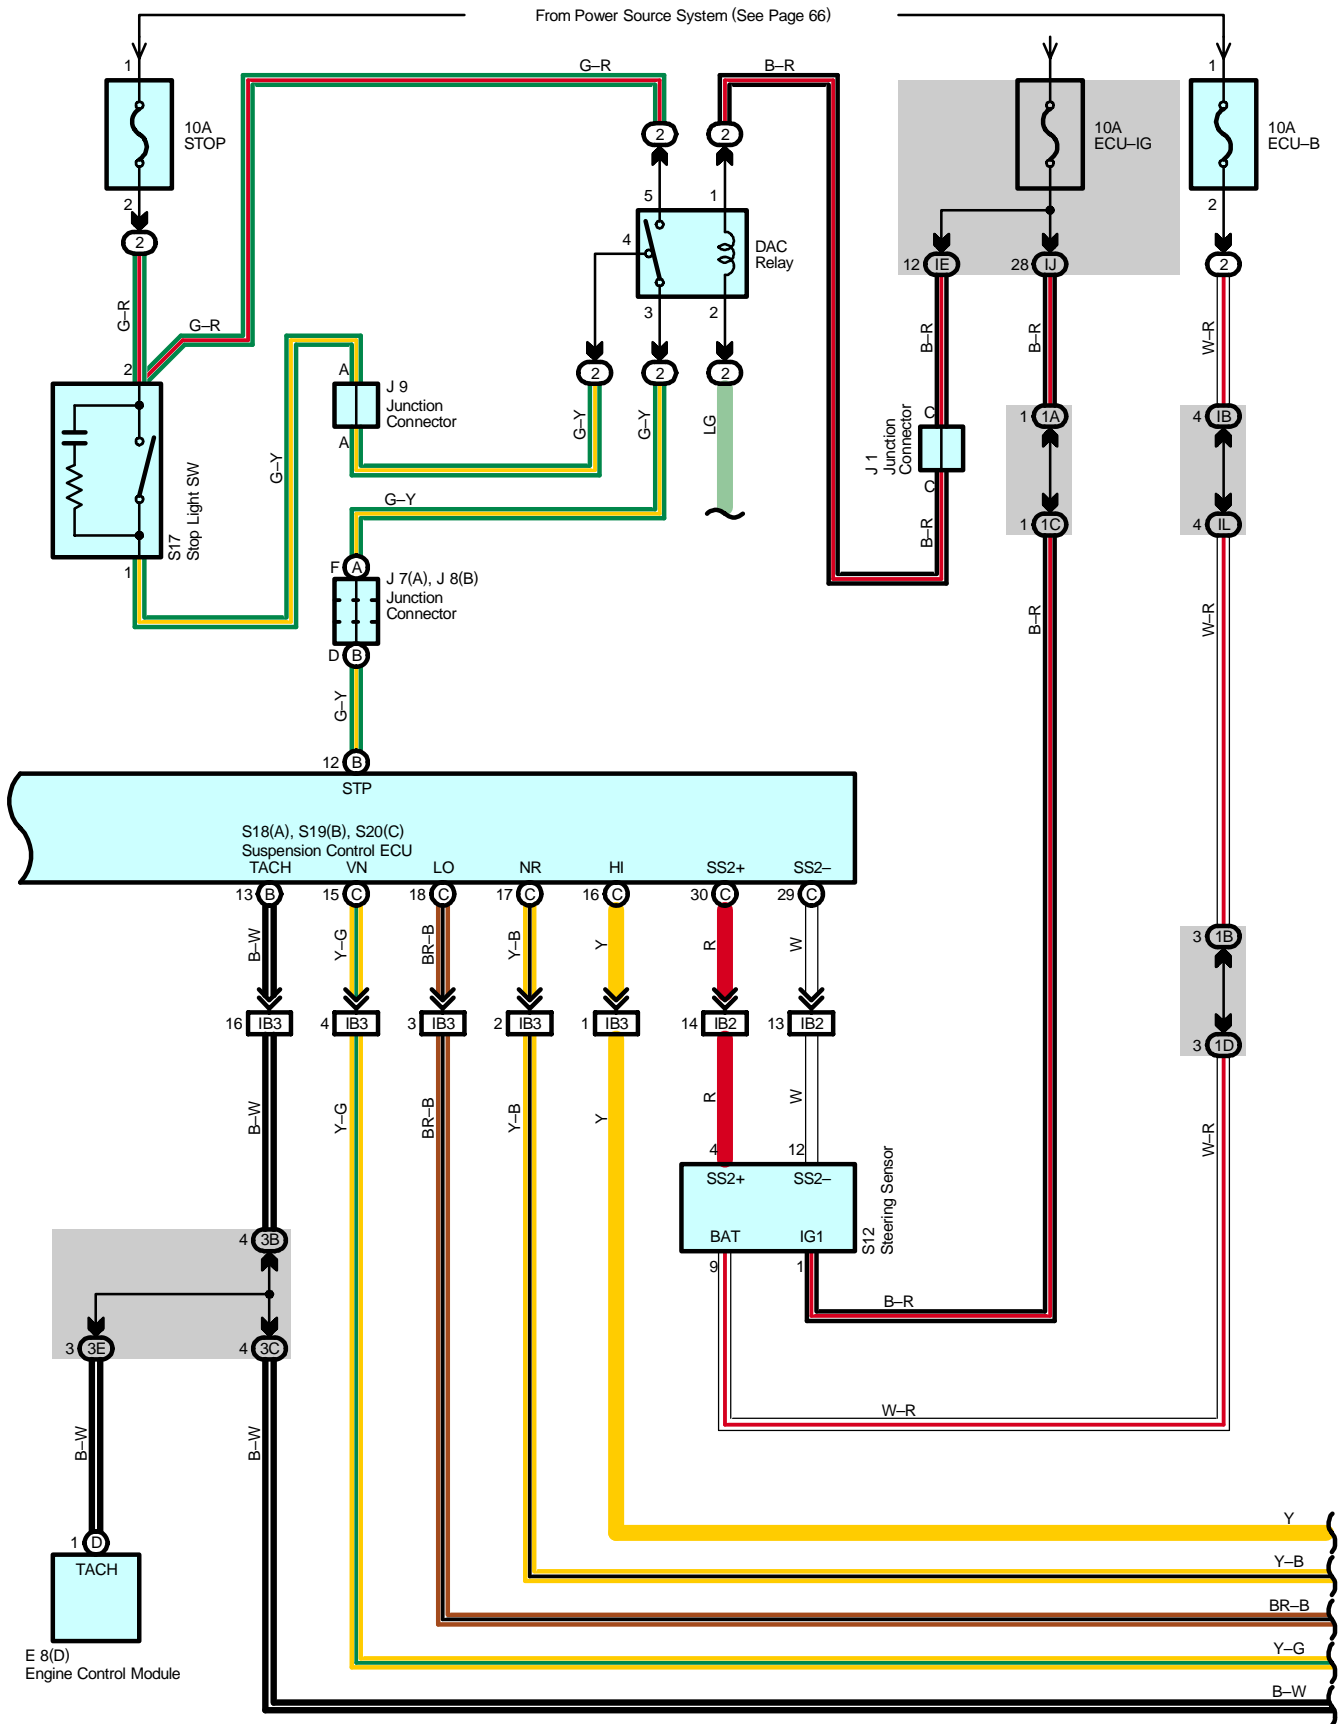 From Power Source System (See Page 66)
1
10A
STOP
2
2
G–R
G–R
G–R
2
B–R
2
5
1
4
3
2
DAC
Relay
2
2
2
G–Y
G–Y
LG
1
10A
ECU–IG
12 IE
28 IJ
B–R
B–R
1
10A
ECU–B
2
2
W–R
2
S17
Stop Light SW
1
G–Y
A
J 9
Junction
Connector
A
G–Y
F A
J 7(A), J 8(B)
Junction
Connector
D B
G–Y
C
J 1
Junction
Connector
C
B–R
1 1A
1 1C
B–R
4 IB
4 IL
W–R
12 B
STP
S18(A), S19(B), S20(C)
Suspension Control ECU
TACH VN LO NR HI SS2+ SS2–
13 B 15 C 18 C 17 C 16 C 30 C 29 C
B–W Y–G BR–B Y–B Y R W
16 IB3 4 IB3 3 IB3 2 IB3 1 IB3 14 IB2 13 IB2
B–W Y–G BR–B Y–B Y R W
3 1B
3 1D
W–R
4 12
SS2+ SS2–
BAT IG1
S12
Steering Sensor
9 1
B–R
W–R
4 3B
3 3E
4 3C
B–W
B–W
1 D
TACH
E 8(D)
Engine Control Module
Y
Y–B
BR–B
Y–G
B–W